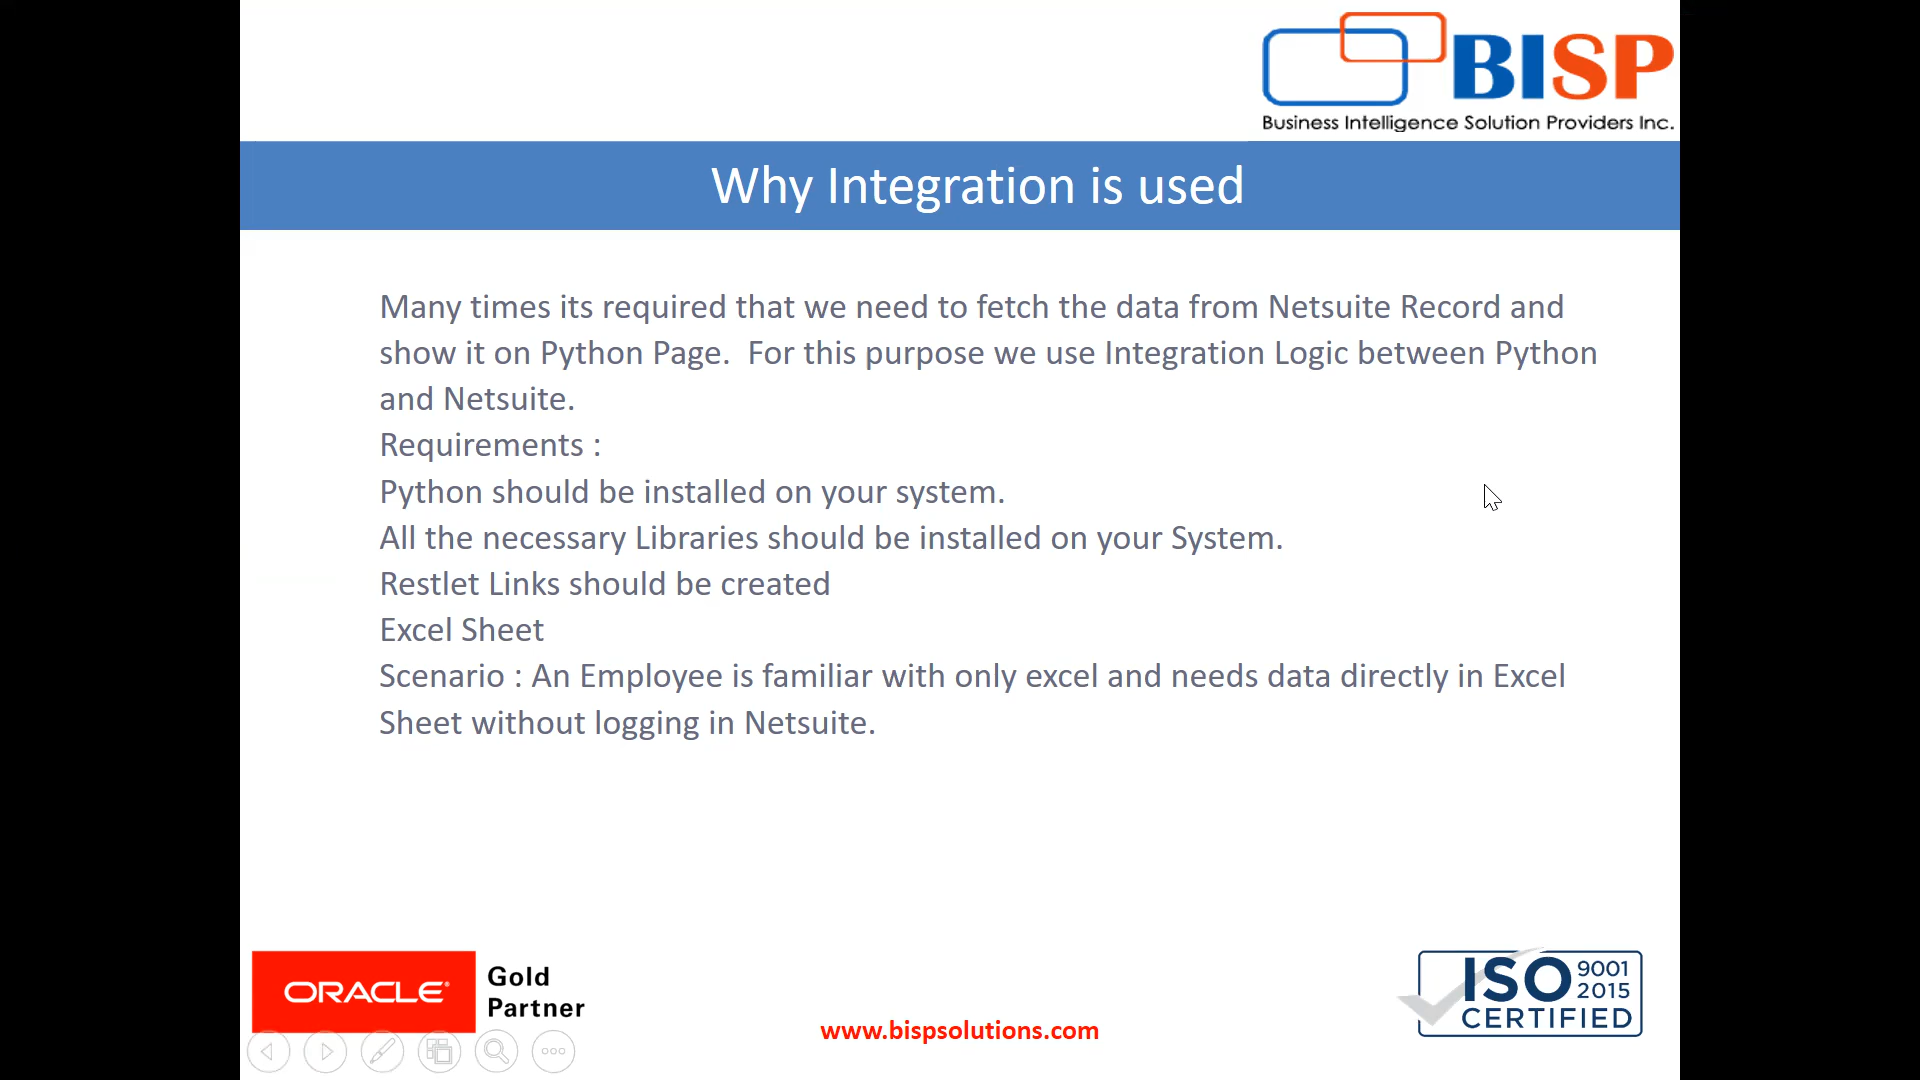 BISP
Business Intelligence Solution Providers Inc.
Why Integration is used
Many times its required that we need to fetch the data from Netsuite Record and
show it on Python Page.  For this purpose we use Integration Logic between Python
and Netsuite.
Requirements :
Python should be installed on your system.
All the necessary Libraries should be installed on your System.
Restlet Links should be created
Excel Sheet
Scenario : An Employee is familiar with only excel and needs data directly in Excel
Sheet without logging in Netsuite.
ORACLE®
Gold
Partner
www.bispsolutions.com
ISO 9001
2015
CERTIFIED